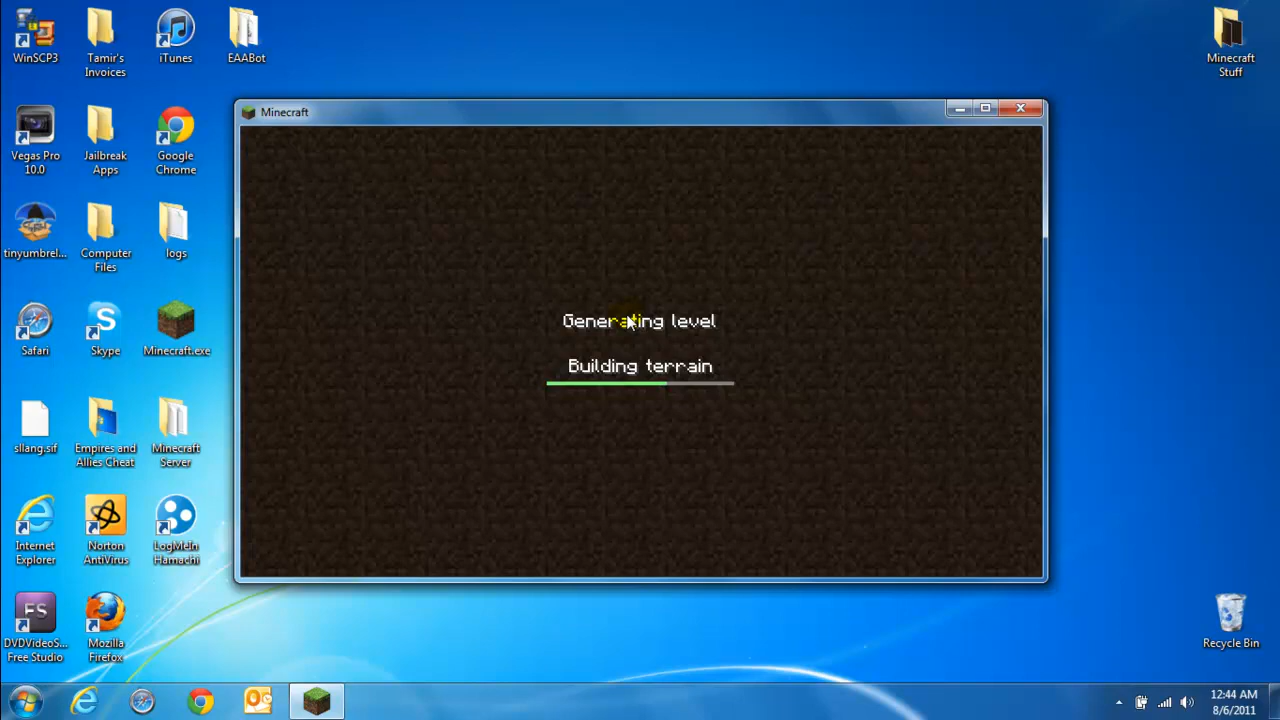 WinSCP3
Tamir's
Invoices
iTunes
EAABot
Minecraft
Stuff
Minecraft
Vegas Pro
10.0
Jailbreak
Apps
Google
Chrome
tinyumbrel...
Computer
Files
logs
Generating level
Safari
Skype
Minecraft.exe
Building terrain
sllang.sif
Empires and
Allies Cheat
Minecraft
Server
Internet
Explorer
Norton
AntiVirus
LogMeIn
Hamachi
FS
DVDVideoS...
Free Studio
Mozilla
Firefox
Recycle Bin
12:44 AM
8/6/2011